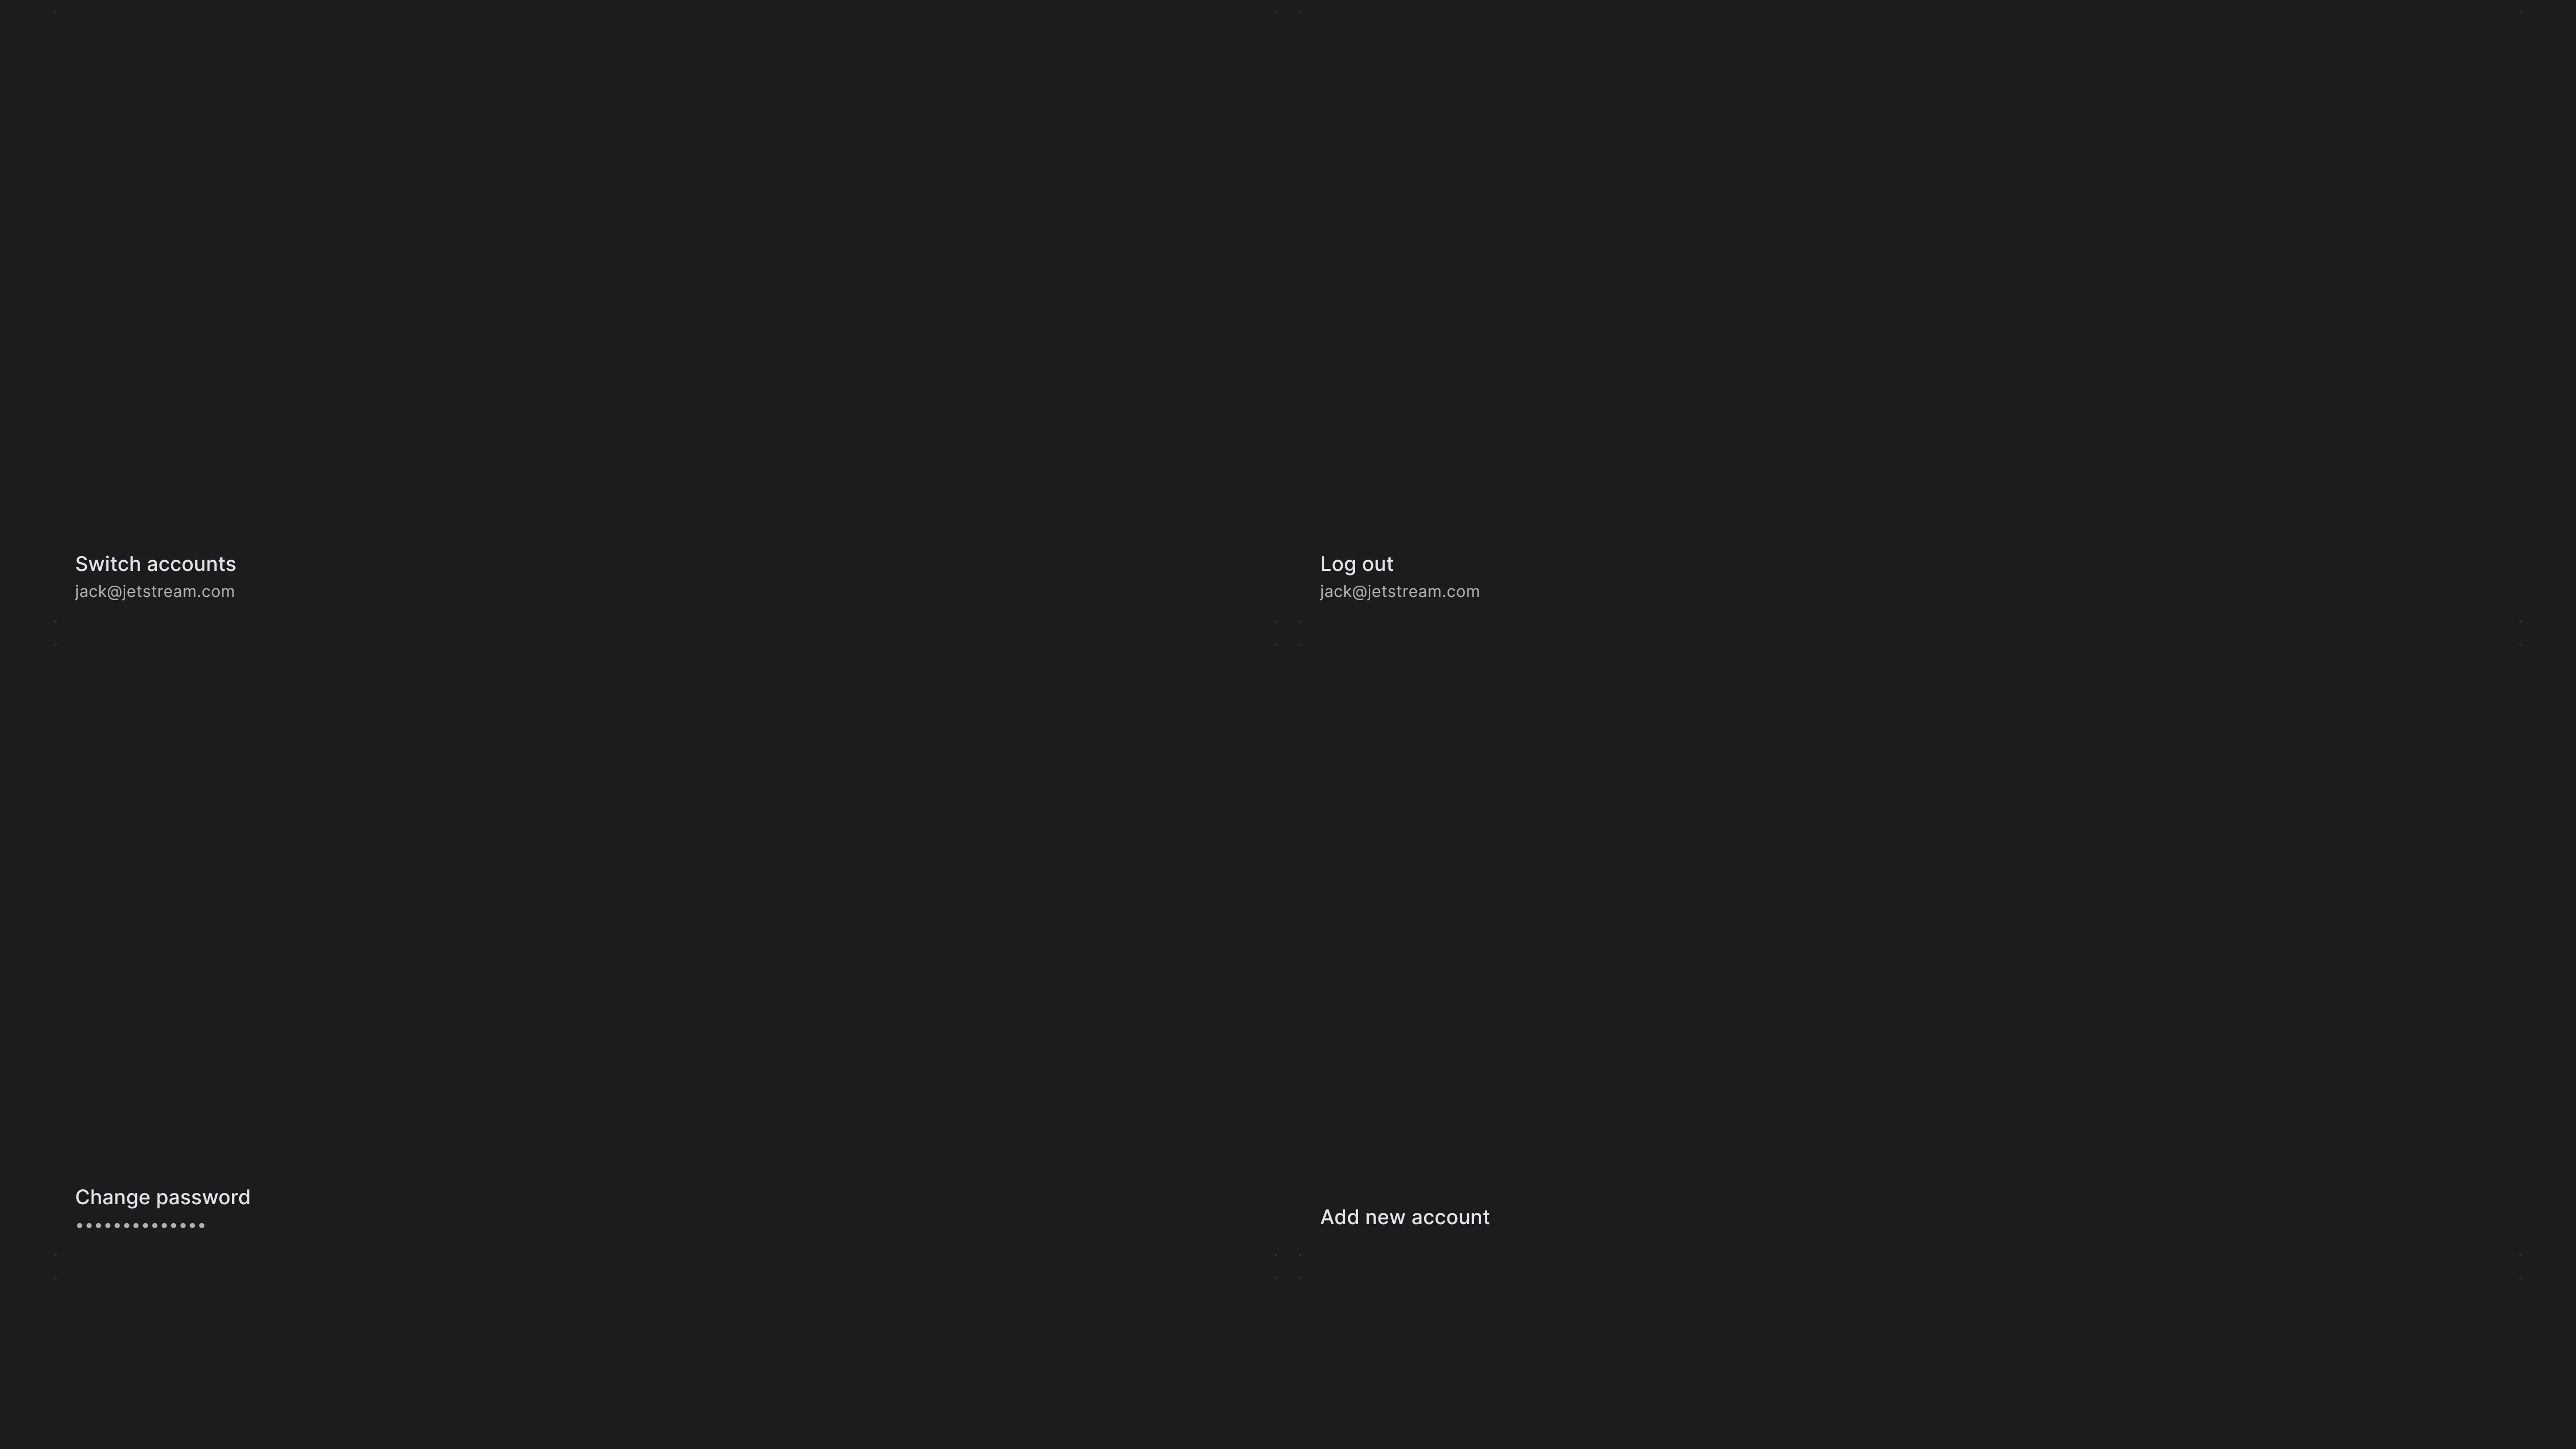 Switch accounts
jack@jetstream.com
Log out
jack@jetstream.com
Change password
••••••••••••••
Add new account